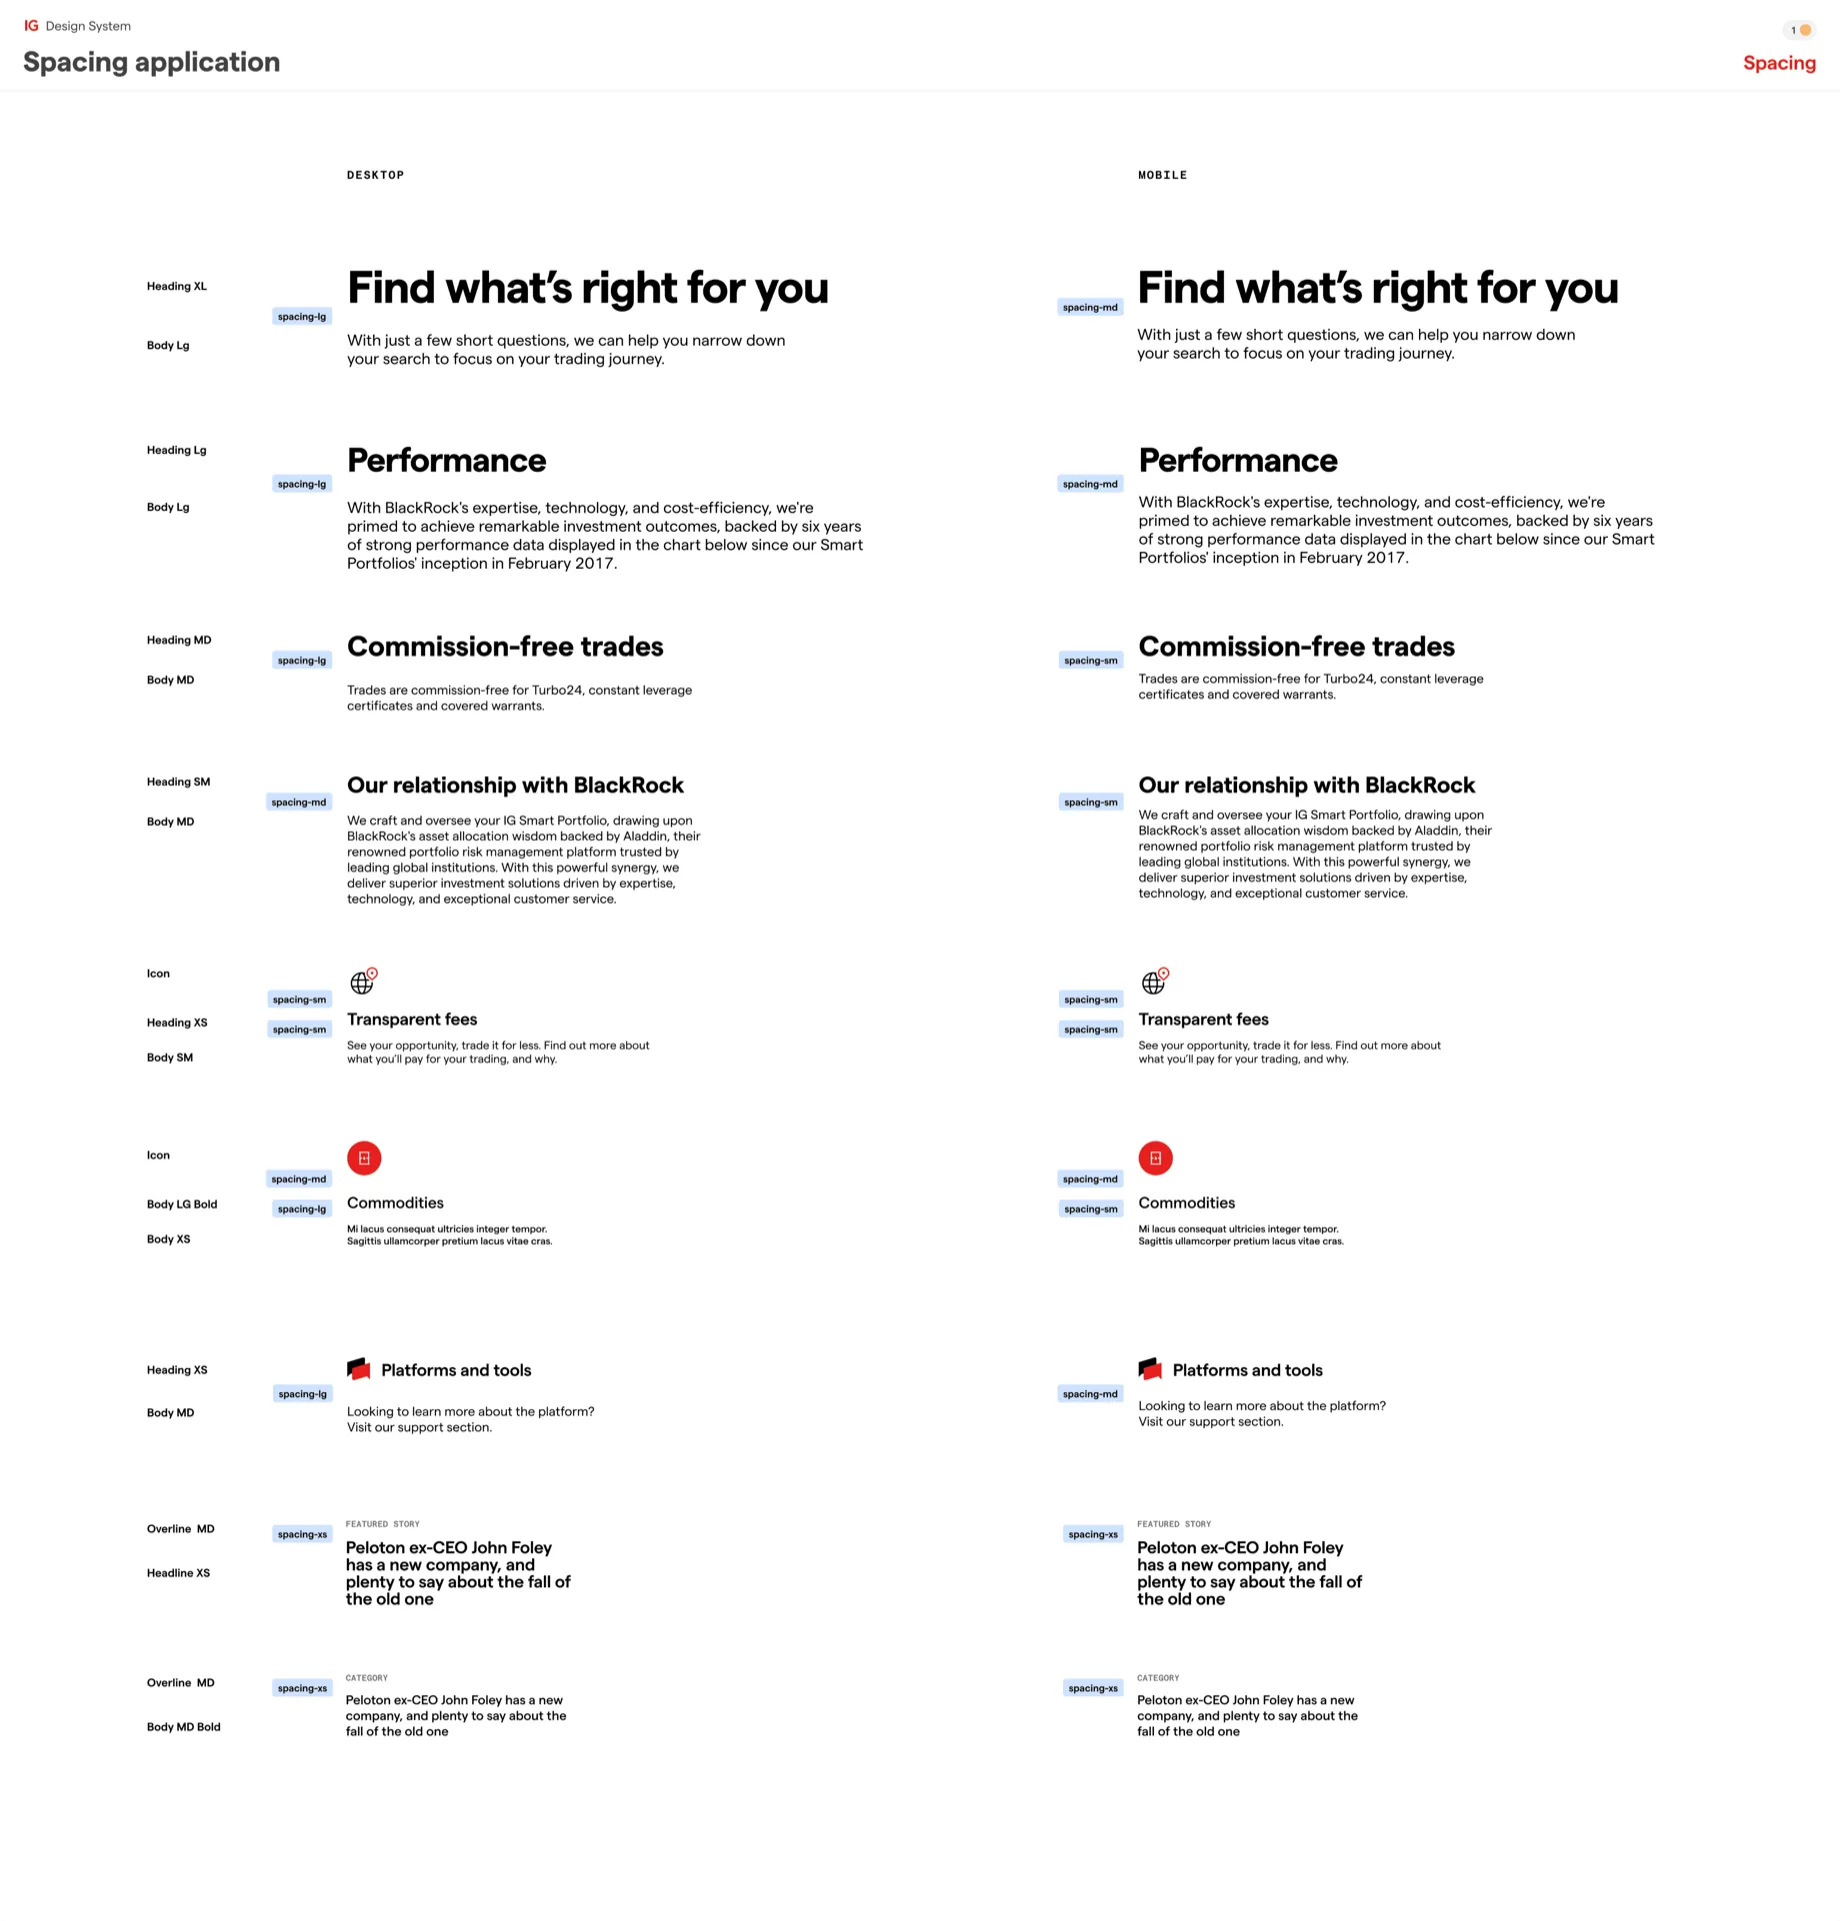 IG Design System
1
Spacing application
Spacing
DESKTOP
MOBILE
Heading XL
spacing-lg
Body Lg
Find what’s right for you
With just a few short questions, we can help you narrow down
your search to focus on your trading journey.
spacing-md
Find what’s right for you
With just a few short questions, we can help you narrow down
your search to focus on your trading journey.
Heading Lg
spacing-lg
Body Lg
Performance
With BlackRock's expertise, technology, and cost-efficiency, we're
primed to achieve remarkable investment outcomes, backed by six years
of strong performance data displayed in the chart below since our Smart
Portfolios' inception in February 2017.
spacing-md
Performance
With BlackRock's expertise, technology, and cost-efficiency, we're
primed to achieve remarkable investment outcomes, backed by six years
of strong performance data displayed in the chart below since our Smart
Portfolios' inception in February 2017.
Heading MD
spacing-lg
Body MD
Commission-free trades
Trades are commission-free for Turbo24, constant leverage
certificates and covered warrants.
spacing-sm
Commission-free trades
Trades are commission-free for Turbo24, constant leverage
certificates and covered warrants.
Heading SM
spacing-md
Body MD
Our relationship with BlackRock
We craft and oversee your IG Smart Portfolio, drawing upon
BlackRock's asset allocation wisdom backed by Aladdin, their
renowned portfolio risk management platform trusted by
leading global institutions. With this powerful synergy, we
deliver superior investment solutions driven by expertise,
technology, and exceptional customer service.
spacing-sm
Our relationship with BlackRock
We craft and oversee your IG Smart Portfolio, drawing upon
BlackRock's asset allocation wisdom backed by Aladdin, their
renowned portfolio risk management platform trusted by
leading global institutions. With this powerful synergy, we
deliver superior investment solutions driven by expertise,
technology, and exceptional customer service.
Icon
spacing-sm
Heading XS
spacing-sm
Body SM
Transparent fees
See your opportunity, trade it for less. Find out more about
what you'll pay for your trading, and why.
spacing-sm
spacing-sm
Transparent fees
See your opportunity, trade it for less. Find out more about
what you'll pay for your trading, and why.
Icon
spacing-md
Body LG Bold
spacing-lg
Body XS
Commodities
Mi lacus consequat ultricies integer tempor.
Sagittis ullamcorper pretium lacus vitae cras.
spacing-md
spacing-sm
Commodities
Mi lacus consequat ultricies integer tempor.
Sagittis ullamcorper pretium lacus vitae cras.
Heading XS
spacing-lg
Body MD
Platforms and tools
Looking to learn more about the platform?
Visit our support section.
spacing-md
Platforms and tools
Looking to learn more about the platform?
Visit our support section.
Overline MD
spacing-xs
Headline XS
FEATURED STORY
Peloton ex-CEO John Foley
has a new company, and
plenty to say about the fall of
the old one
spacing-xs
FEATURED STORY
Peloton ex-CEO John Foley
has a new company, and
plenty to say about the fall of
the old one
Overline MD
spacing-xs
Body MD Bold
CATEGORY
Peloton ex-CEO John Foley has a new
company, and plenty to say about the
fall of the old one
spacing-xs
CATEGORY
Peloton ex-CEO John Foley has a new
company, and plenty to say about the
fall of the old one